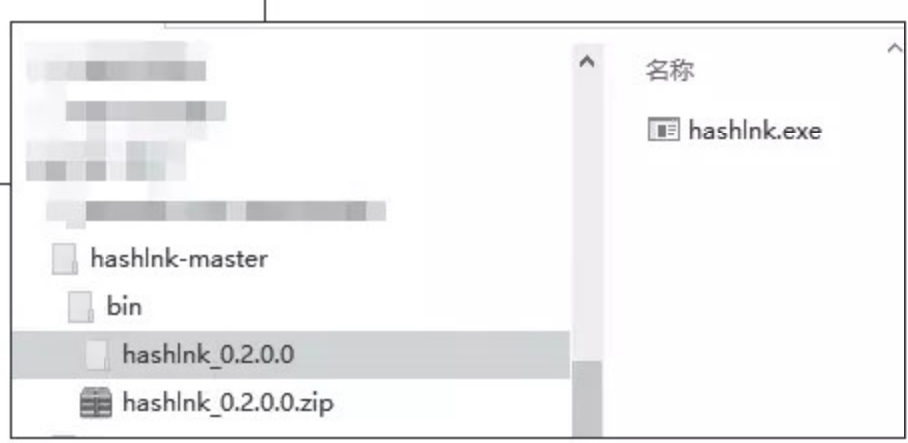 hashlnk-master
bin
hashlnk_0.2.0.0
hashlnk_0.2.0.0.zip
名称
hashlnk.exe